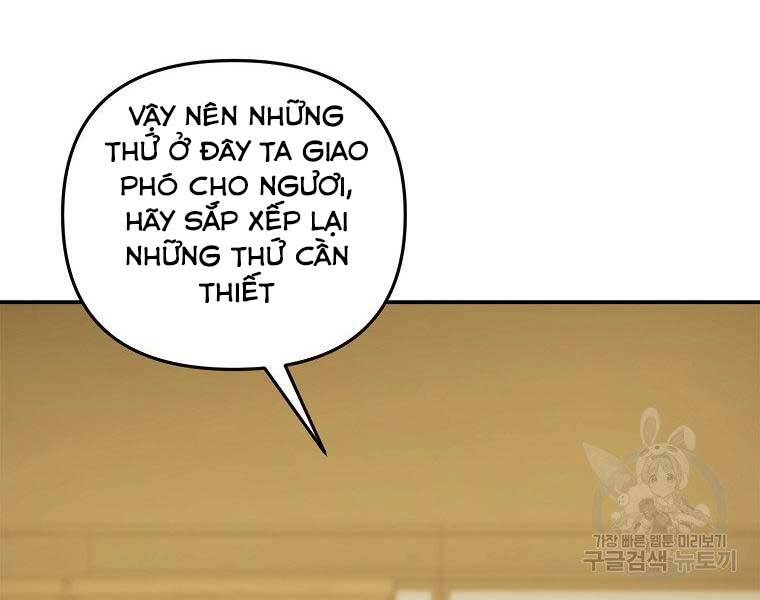 VẬY NÊN NHỮNG
THỨ Ở ĐÂY TA GIAO
PHÓ CHO NGƯƠI,
HÃY SẮP XẾP LẠI
NHỮNG THỨ CẦN
THIẾT
가장 빠른 웹툰 미리보기
구글검색 뉴토끼